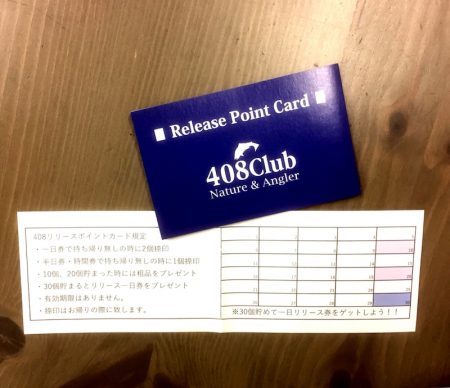 ■ Release Point Card ■
408Club
Nature & Angler
408リリースポイントカード規定
・一日券で持ち帰り無しの時に2個捺印
・半日券・時間券で持ち帰り無しの時に1個捺印
・10個、20個貯まった時には粗品をプレゼント
・30個貯まるとリリース一日券をプレゼント
・有効期限はありません。
・捺印はお帰りの際に致します。
※30個貯めて一日リリース券をゲットしよう！！